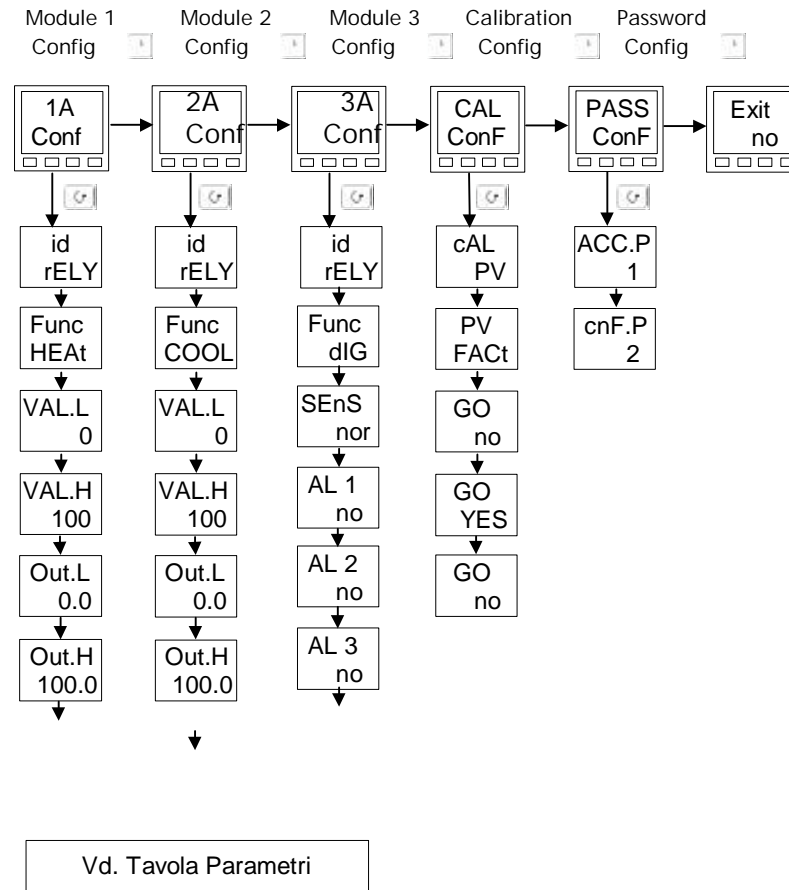 Module 1 Module 2 Module 3 Calibration Password
Config Config Config Config Config
1A 2A 3A CAL PASS Exit
Conf Conf Conf ConF ConF no
id id id cAL ACC.P
rELY rELY rELY PV 1
Func Func Func PV cnF.P
HEAt COOL dIG FACt 2
VAL.L VAL.L SEnS GO
0 0 nor no
VAL.H VAL.H AL 1 GO
100 100 no YES
Out.L Out.L AL 2 GO
0.0 0.0 no no
Out.H Out.H AL 3
100.0 100.0 no
Vd. Tavola Parametri